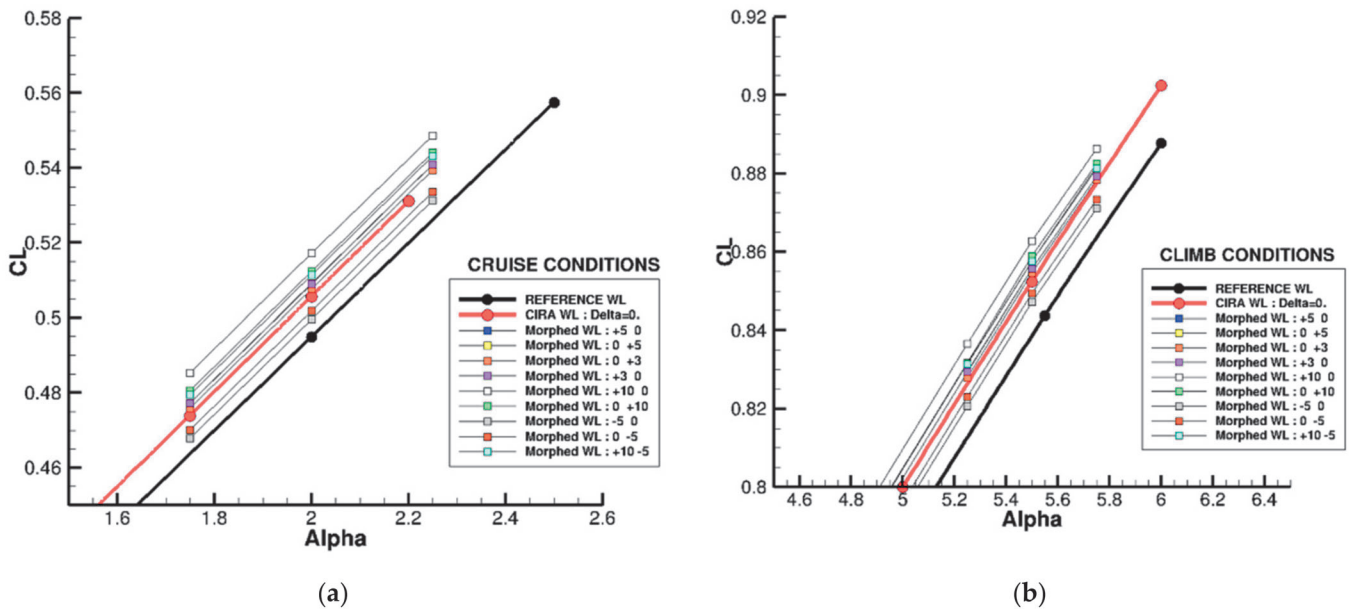 0.58
0.56
0.54
0.52
0.5
0.48
0.46
CL
1.6
1.8
2
2.2
2.4
2.6
Alpha
CRUISE CONDITIONS
REFERENCE WL
CIRA WL : Delta=0.
Morphed WL : +5 0
Morphed WL : 0 +5
Morphed WL : 0 +3
Morphed WL : +3 0
Morphed WL : +10 0
Morphed WL : 0 +10
Morphed WL : -5 0
Morphed WL : 0 -5
Morphed WL : +10 -5
(a)
0.92
0.9
0.88
0.86
0.84
0.82
0.8
CL
4.6
4.8
5
5.2
5.4
5.6
5.8
6
6.2
6.4
Alpha
CLIMB CONDITIONS
REFERENCE WL
CIRA WL : Delta=0.
Morphed WL : +5 0
Morphed WL : 0 +5
Morphed WL : 0 +3
Morphed WL : +3 0
Morphed WL : +10 0
Morphed WL : 0 +10
Morphed WL : -5 0
Morphed WL : 0 -5
Morphed WL : +10 -5
(b)